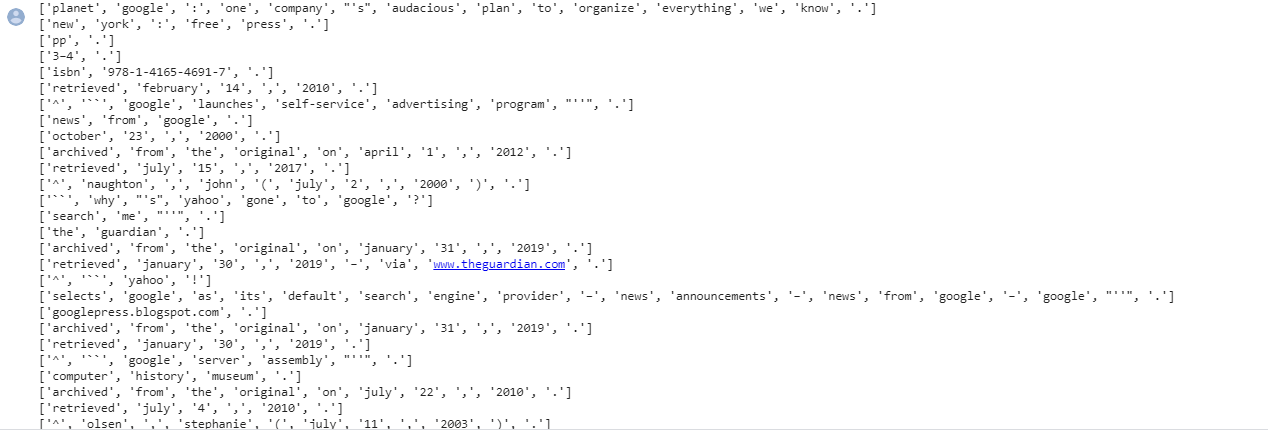 ['planet', 'google', ':', 'one', 'company', "'s", 'audacious', 'plan', 'to', 'organize', 'everything', 'we', 'know', '.']
['new', 'york', ':', 'free', 'press', '.']
['pp', '.']
['3–4', '.']
['isbn', '978-1-4165-4691-7', '.']
['retrieved', 'february', '14', ',', '2010', '.']
['^', '``', 'google', 'launches', 'self-service', 'advertising', 'program', "''", '.']
['news', 'from', 'google', '.']
['october', '23', ',', '2000', '.']
['archived', 'from', 'the', 'original', 'on', 'april', '1', ',', '2012', '.']
['retrieved', 'july', '15', ',', '2017', '.']
['^', 'naughton', ',', 'john', '(', 'july', '2', ',', '2000', ')', '.']
['``', 'why', "'s", 'yahoo', 'gone', 'to', 'google', '?']
['search', 'me', "''", '.']
['the', 'guardian', '.']
['archived', 'from', 'the', 'original', 'on', 'january', '31', ',', '2019', '.']
['retrieved', 'january', '30', ',', '2019', '–', 'via', 'www.theguardian.com', '.']
['^', '``', 'yahoo', '!']
['selects', 'google', 'as', 'its', 'default', 'search', 'engine', 'provider', '–', 'news', 'announcements', '–', 'news', 'from', 'google', '–', 'google', "''", '.']
['googlepress.blogspot.com', '.']
['archived', 'from', 'the', 'original', 'on', 'january', '31', ',', '2019', '.']
['retrieved', 'january', '30', ',', '2019', '.']
['^', '``', 'google', 'server', 'assembly', "''", '.']
['computer', 'history', 'museum', '.']
['archived', 'from', 'the', 'original', 'on', 'july', '22', ',', '2010', '.']
['retrieved', 'july', '4', ',', '2010', '.']
['^', 'olsen', ',', 'stephanie', '(', 'july', '11', ',', '2003', ')', '.']